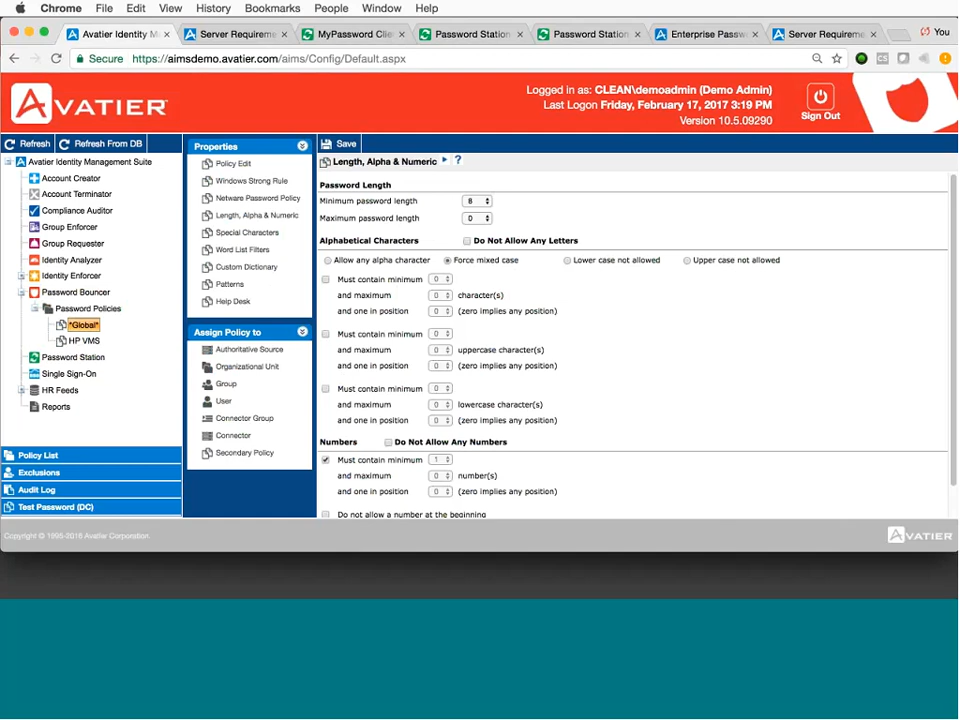 Chrome File Edit View History Bookmarks People Window Help
Avatier Identity M × Server Requireme × MyPassword Clie × Password Station × Password Station × Enterprise Passw × Server Requireme × You
Secure https://aimsdemo.avatier.com/aims/Config/Default.aspx
AVATIER
Logged in as: CLEAN\demoadmin (Demo Admin)
Last Logon Friday, February 17, 2017 3:19 PM
Version 10.5.09290
Sign Out
Refresh Refresh From DB
Avatier Identity Management Suite
Account Creator
Account Terminator
Compliance Auditor
Group Enforcer
Group Requester
Identity Analyzer
Identity Enforcer
Password Bouncer
Password Policies
*Global*
HP VMS
Password Station
Single Sign-On
HR Feeds
Reports
Policy List
Exclusions
Audit Log
Test Password (DC)
Properties
Policy Edit
Windows Strong Rule
Netware Password Policy
Length, Alpha & Numeric
Special Characters
Word List Filters
Custom Dictionary
Patterns
Help Desk
Assign Policy to
Authoritative Source
Organizational Unit
Group
User
Connector Group
Connector
Secondary Policy
Save
Length, Alpha & Numeric ?
Password Length
Minimum password length 8
Maximum password length 0
Alphabetical Characters Do Not Allow Any Letters
Allow any alpha character Force mixed case Lower case not allowed Upper case not allowed
Must contain minimum 0
and maximum 0 character(s)
and one in position 0 (zero implies any position)
Must contain minimum 0
and maximum 0 uppercase character(s)
and one in position 0 (zero implies any position)
Must contain minimum 0
and maximum 0 lowercase character(s)
and one in position 0 (zero implies any position)
Numbers Do Not Allow Any Numbers
Must contain minimum 1
and maximum 0 number(s)
and one in position 0 (zero implies any position)
Do not allow a number at the beginning
Copyright © 1995-2016 Avatier Corporation.
AVATIER